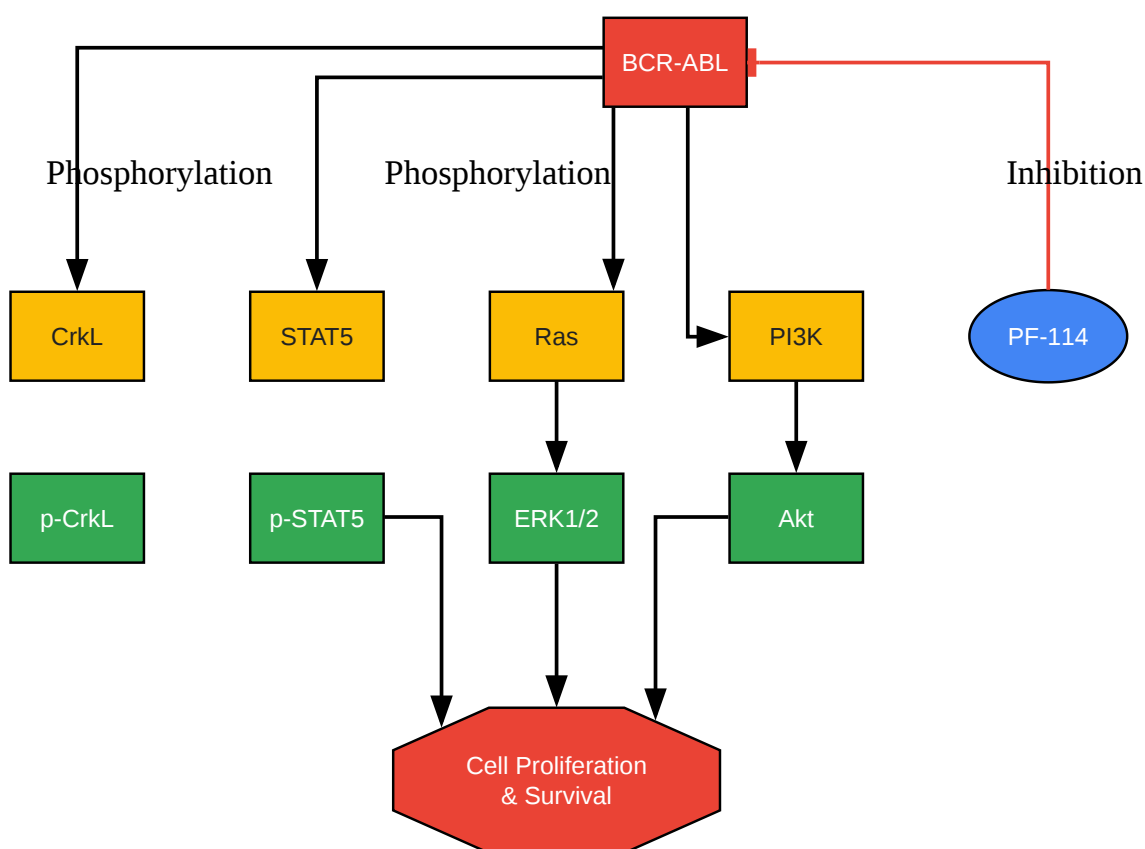 BCR-ABL
Phosphorylation
Phosphorylation
Inhibition
CrkL
STAT5
Ras
PI3K
PF-114
p-CrkL
p-STAT5
ERK1/2
Akt
Cell Proliferation
& Survival